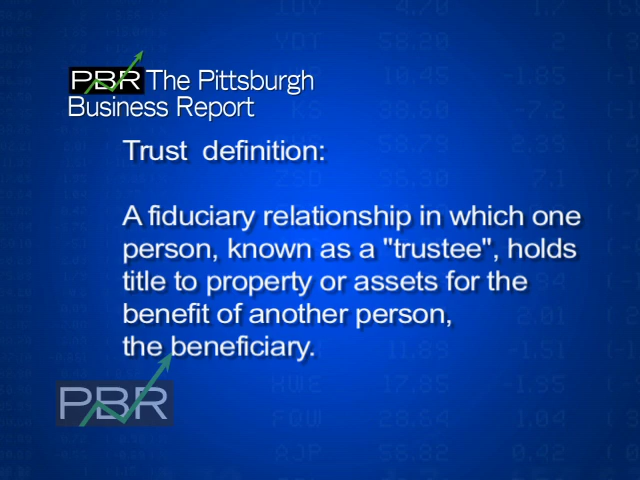 PBR The Pittsburgh
Business Report
Trust definition:
A fiduciary relationship in which one
person, known as a "trustee", holds
title to property or assets for the
benefit of another person,
the beneficiary.
PBR